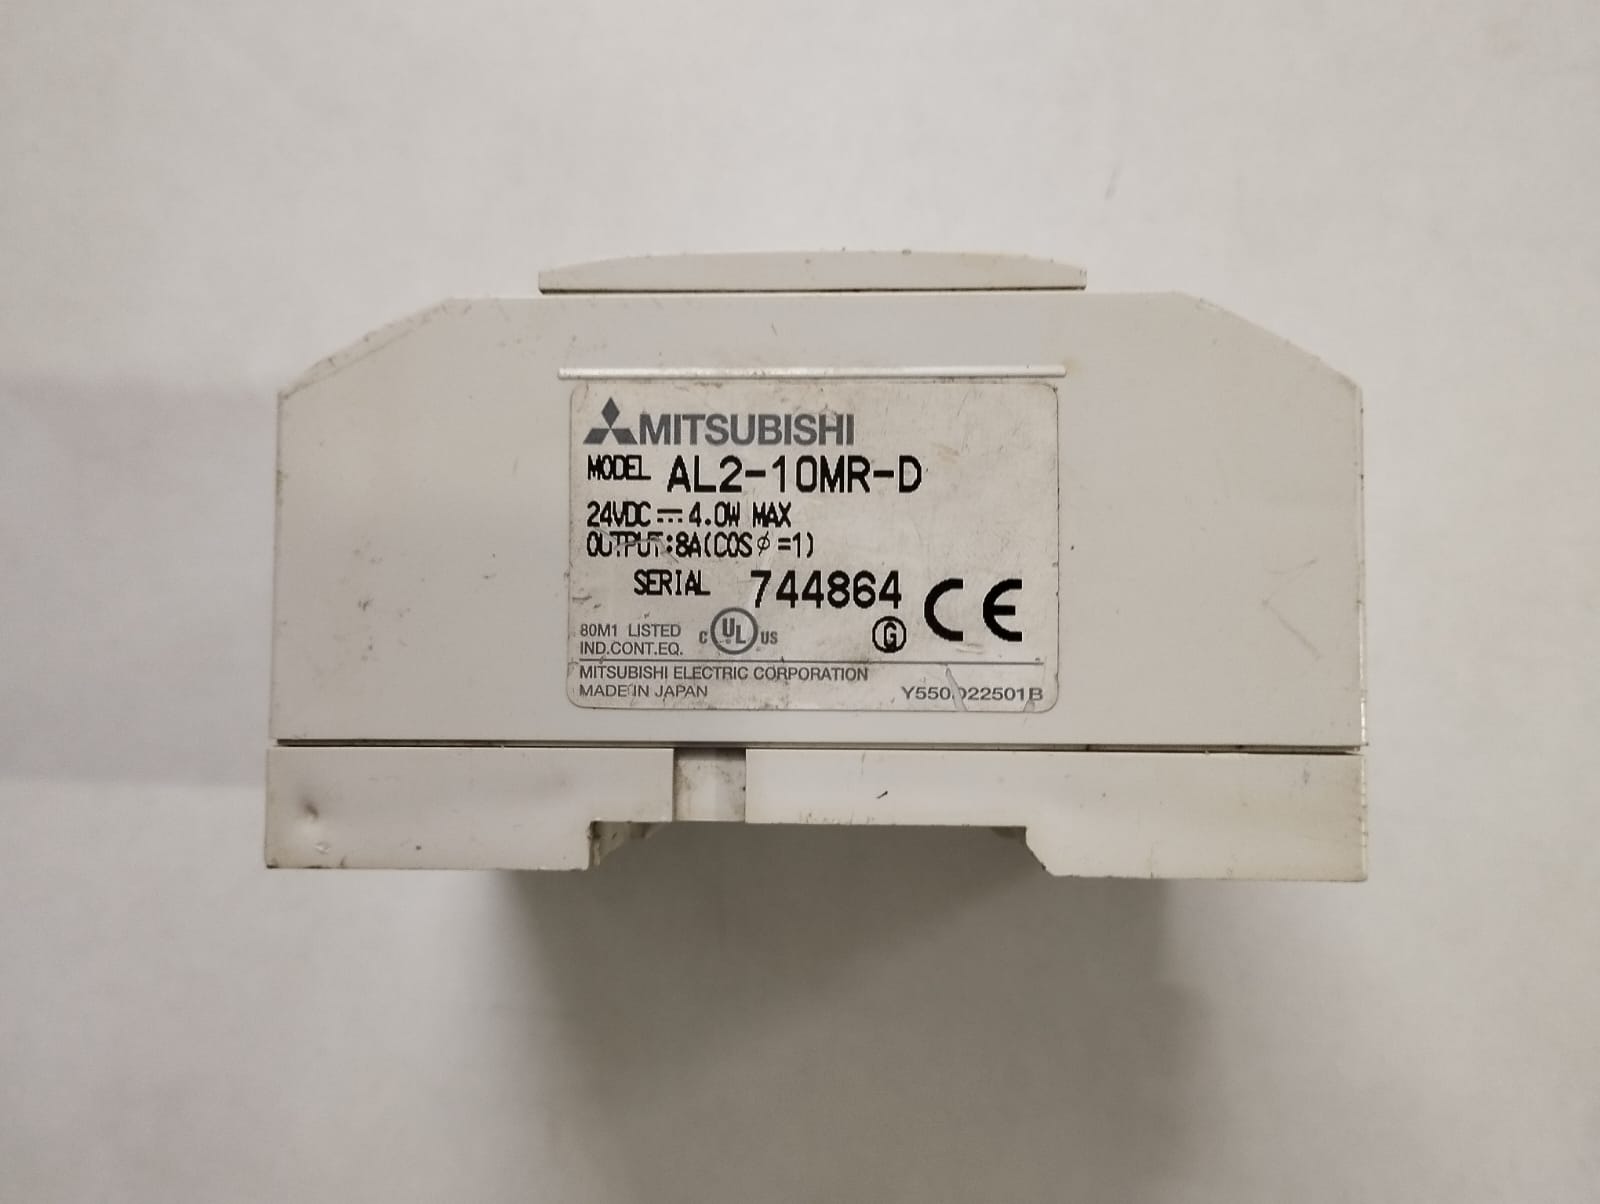 MITSUBISHI
MODEL AL2-10MR-D
24VDC ⎓ 4.0W MAX
OUTPUT:8A(COSφ=1)
SERIAL 744864
CE
80M1 LISTED
IND.CONT.EQ.
C UL US
G
MITSUBISHI ELECTRIC CORPORATION
MADE IN JAPAN